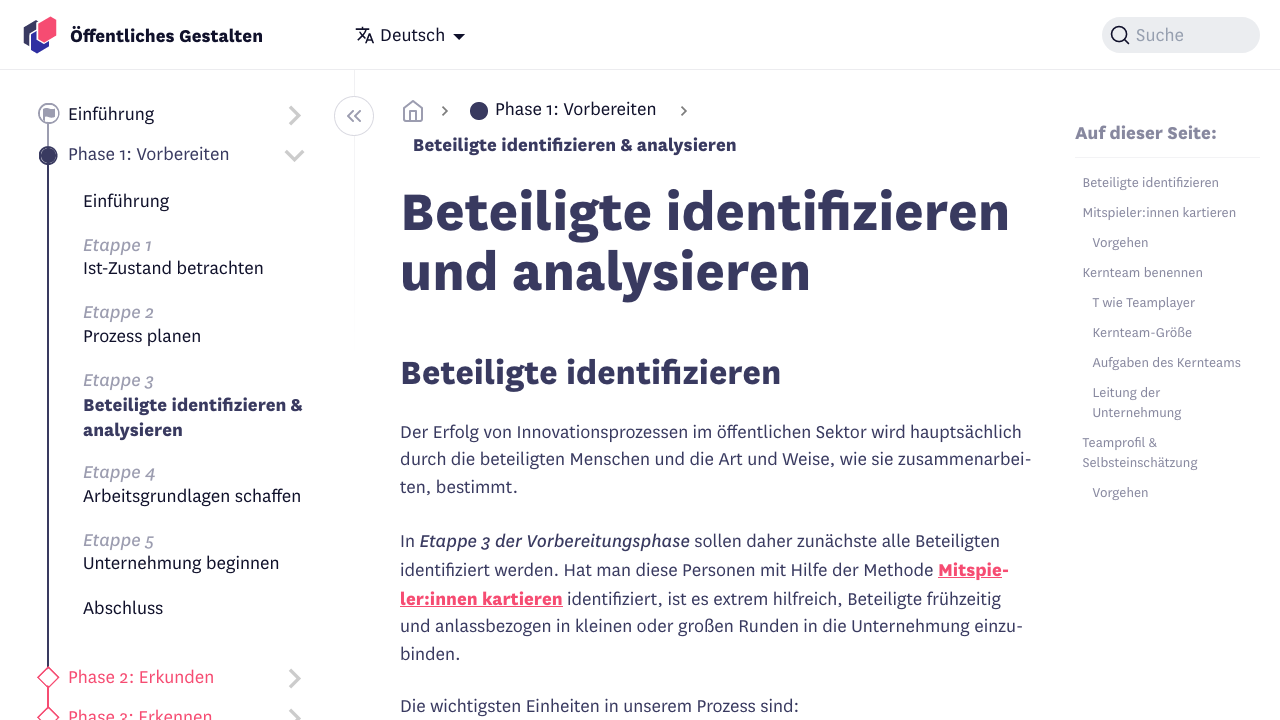 Öffentliches Gestalten
Deutsch
Suche
Einführung
Phase 1: Vorbereiten
Einführung
Etappe 1
Ist-Zustand betrachten
Etappe 2
Prozess planen
Etappe 3
Beteiligte identifizieren &
analysieren
Etappe 4
Arbeitsgrundlagen schaffen
Etappe 5
Unternehmung beginnen
Abschluss
Phase 2: Erkunden
Phase 3: Erkennen
Phase 1: Vorbereiten
Beteiligte identifizieren & analysieren
Beteiligte identifizieren
und analysieren
Beteiligte identifizieren
Der Erfolg von Innovationsprozessen im öffentlichen Sektor wird hauptsächlich
durch die beteiligten Menschen und die Art und Weise, wie sie zusammenarbei-
ten, bestimmt.
In Etappe 3 der Vorbereitungsphase sollen daher zunächste alle Beteiligten
identifiziert werden. Hat man diese Personen mit Hilfe der Methode Mitspie-
ler:innen kartieren identifiziert, ist es extrem hilfreich, Beteiligte frühzeitig
und anlassbezogen in kleinen oder großen Runden in die Unternehmung einzu-
binden.
Die wichtigsten Einheiten in unserem Prozess sind:
Auf dieser Seite:
Beteiligte identifizieren
Mitspieler:innen kartieren
Vorgehen
Kernteam benennen
T wie Teamplayer
Kernteam-Größe
Aufgaben des Kernteams
Leitung der
Unternehmung
Teamprofil &
Selbsteinschätzung
Vorgehen